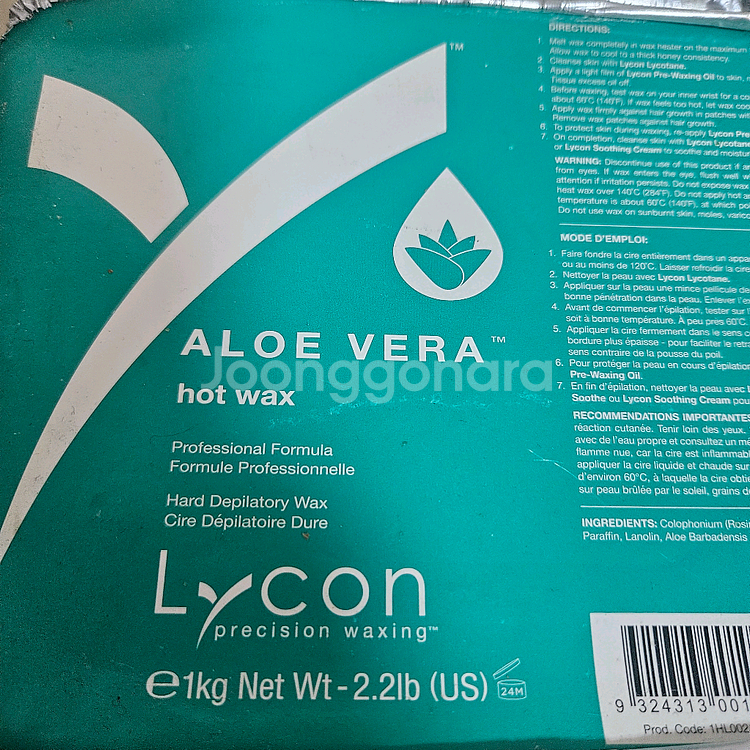 ™
ALOE VERA™
hot wax
Joonggonara
Professional Formula
Formule Professionnelle
Hard Depilatory Wax
Cire Dépilatoire Dure
Lycon
precision waxing™
℮1kg Net Wt - 2.2lb (US)
24M
DIRECTIONS:
1. Melt wax completely in wax heater on the maximum
Allow wax to cool to a thick honey consistency.
2. Cleanse skin with Lycon Lycotane.
3. Apply a light film of Lycon Pre-Waxing Oil to skin,
Tissue excess oil off.
4. Before waxing, test wax on your inner wrist for a
about 60°C (140°F). If wax feels too hot, let wax
5. Apply wax firmly against hair growth in patches
Remove wax patches against hair growth.
6. To protect skin during waxing, re-apply Lycon
7. On completion, cleanse skin with Lycon
or Lycon Soothing Cream to soothe and
WARNING: Discontinue use of this product if
from eyes. If wax enters the eye, flush well
attention if irritation persists. Do not expose
heat wax over 140°C (284°F). Do not apply hot
temperature is about 60°C (140°F), at which
Do not use wax on sunburnt skin, moles,
MODE D'EMPLOI:
1. Faire fondre la cire entièrement dans un
ou au moins de 120°C. Laisser refroidir la
2. Nettoyer la peau avec Lycon Lycotane.
3. Appliquer sur la peau une mince pellicule de
bonne pénétration dans la peau. Enlever
4. Avant de commencer l'épilation, tester sur
soit à bonne température. À peu près 60°C.
5. Appliquer la cire fermement dans le sens
bordure plus épaisse - pour faciliter le
sens contraire de la pousse du poil.
6. Pour protéger la peau en cours d'épilation
Pre-Waxing Oil.
7. En fin d'épilation, nettoyer la peau avec
Soothe ou Lycon Soothing Cream
RECOMMENDATIONS IMPORTANTES
réaction cutanée. Tenir loin des yeux.
avec de l'eau propre et consultez un
flamme nue, car la cire est
appliquer la cire liquide et chaude
d'environ 60°C, à laquelle la cire
sur peau brûlée par le soleil, grains
INGREDIENTS: Colophonium
Paraffin, Lanolin, Aloe Barbadensis
9 324313 001
Prod. Code: 1HL002